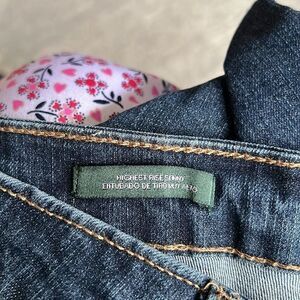 HIGHEST RISE SKINNY
ENTUBADO DE TIRO MUY ALTO